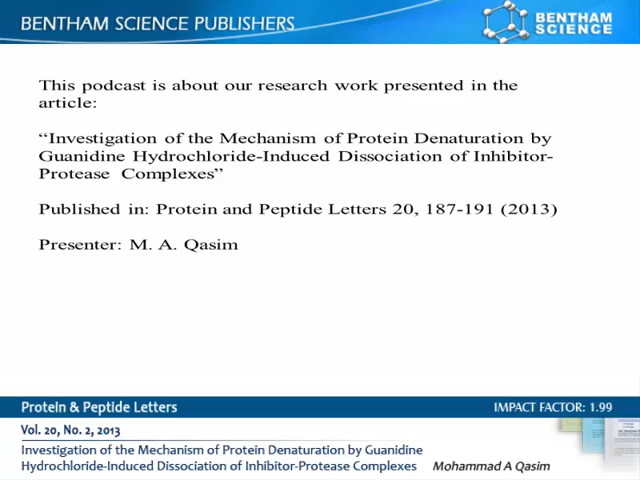 BENTHAM SCIENCE PUBLISHERS
BENTHAM
SCIENCE
This podcast is about our research work presented in the
article:
“Investigation of the Mechanism of Protein Denaturation by
Guanidine Hydrochloride-Induced Dissociation of Inhibitor-
Protease Complexes”
Published in: Protein and Peptide Letters 20, 187-191 (2013)
Presenter: M. A. Qasim
Protein & Peptide Letters
IMPACT FACTOR: 1.99
Vol. 20, No. 2, 2013
Investigation of the Mechanism of Protein Denaturation by Guanidine
Hydrochloride-Induced Dissociation of Inhibitor-Protease Complexes
Mohammad A Qasim